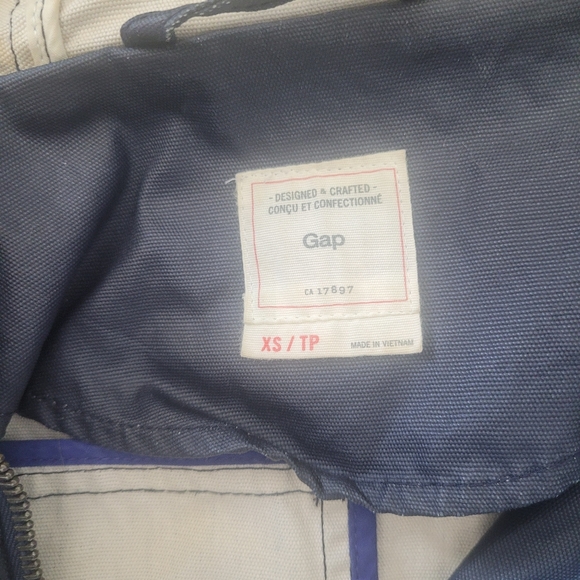 - DESIGNED & CRAFTED -
CONÇU ET CONFECTIONNÉ
Gap
CA 17897
XS / TP
MADE IN VIETNAM